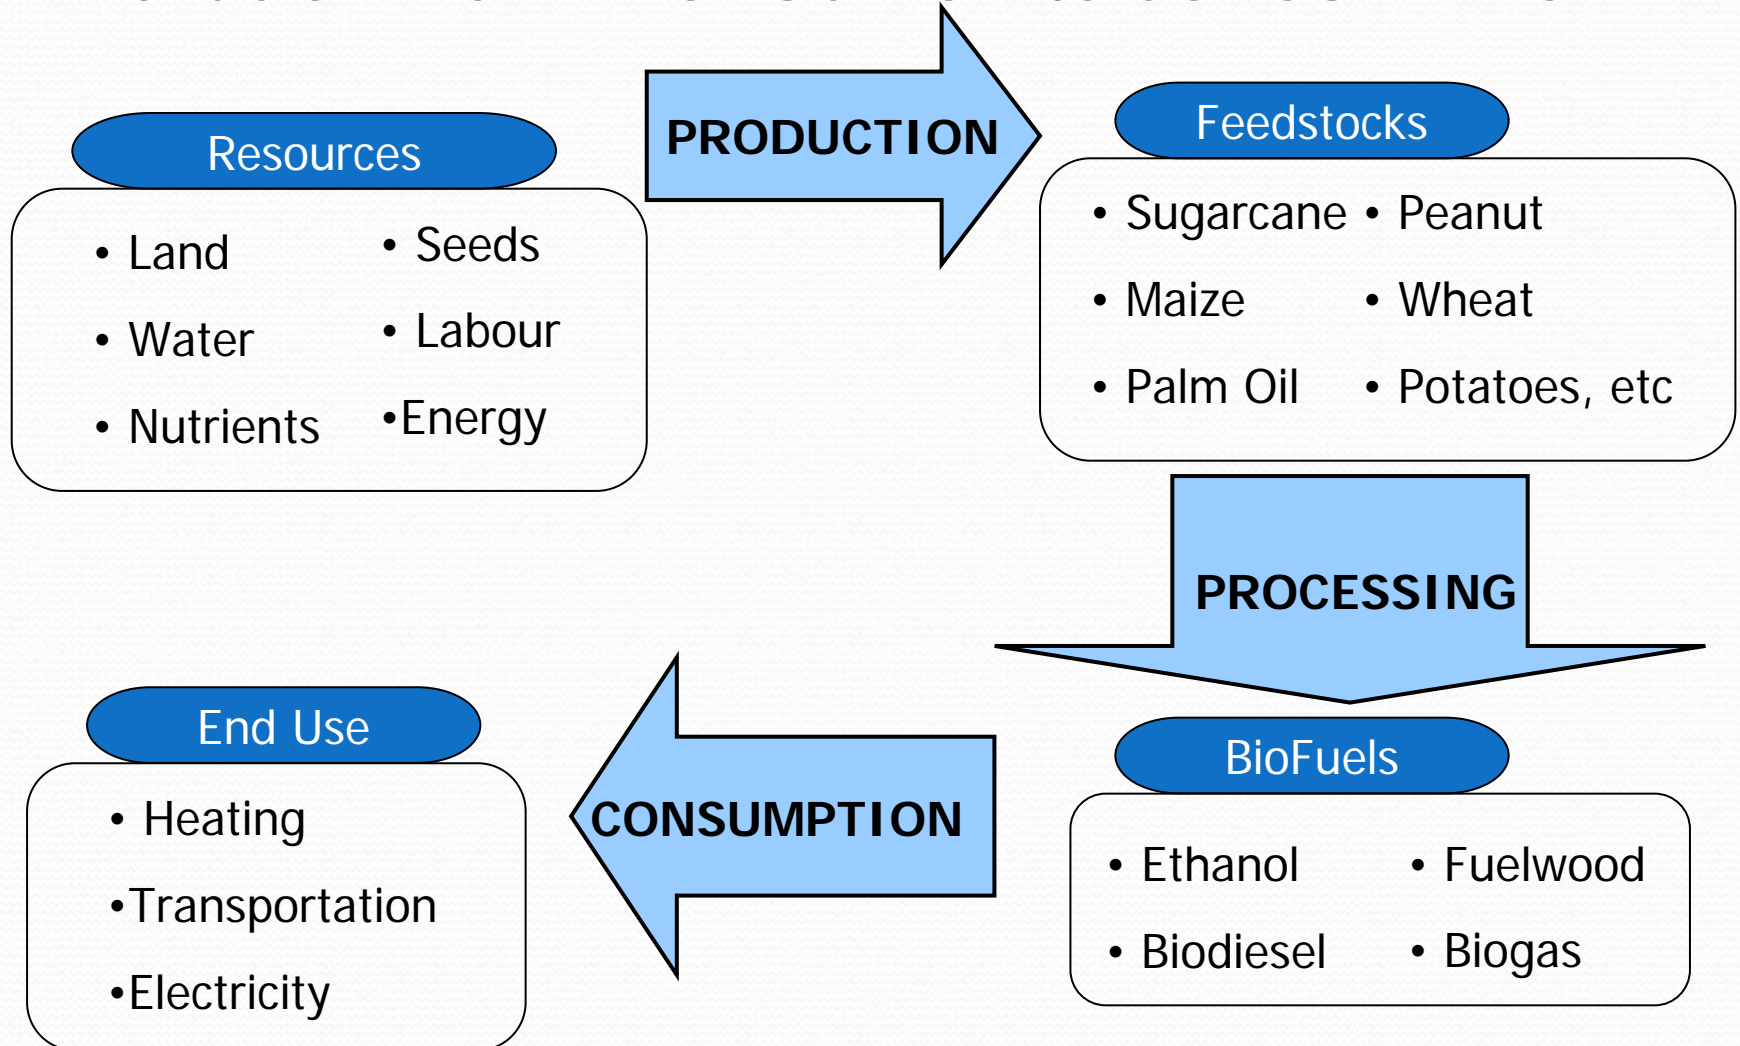 Resources
• Land
• Water
• Nutrients
• Seeds
• Labour
•Energy
PRODUCTION
Feedstocks
• Sugarcane
• Maize
• Palm Oil
• Peanut
• Wheat
• Potatoes, etc
PROCESSING
BioFuels
• Ethanol
• Biodiesel
• Fuelwood
• Biogas
CONSUMPTION
End Use
• Heating
•Transportation
•Electricity